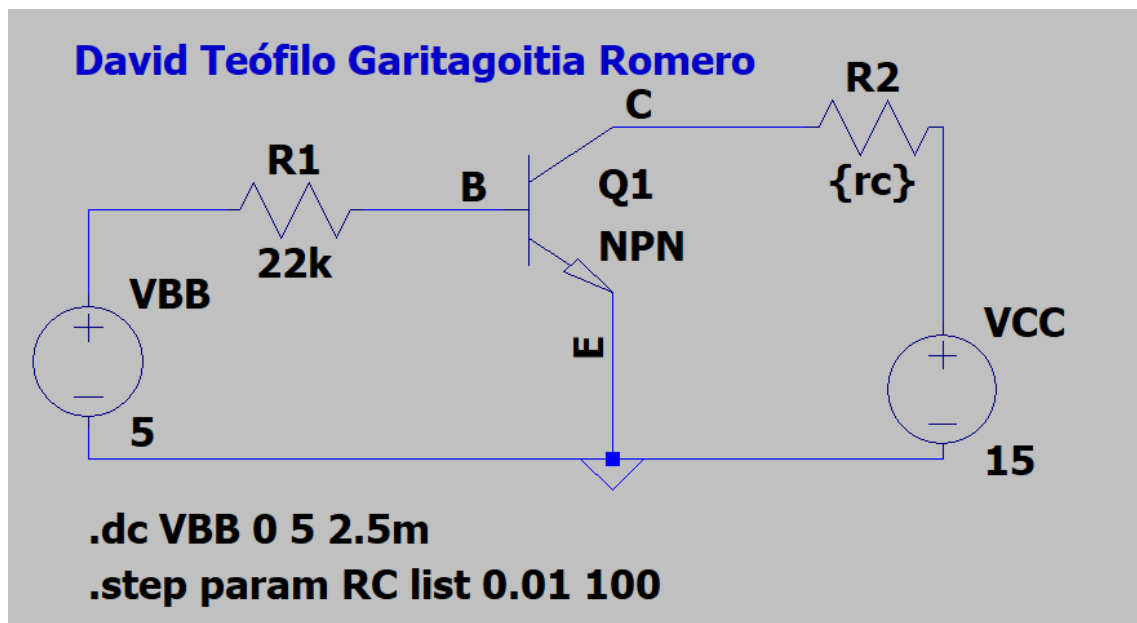 David Teófilo Garitagoitia Romero
R2
C
R1
{rc}
B
Q1
22k
NPN
VBB
VCC
E
5
15
.dc VBB 0 5 2.5m
.step param RC list 0.01 100